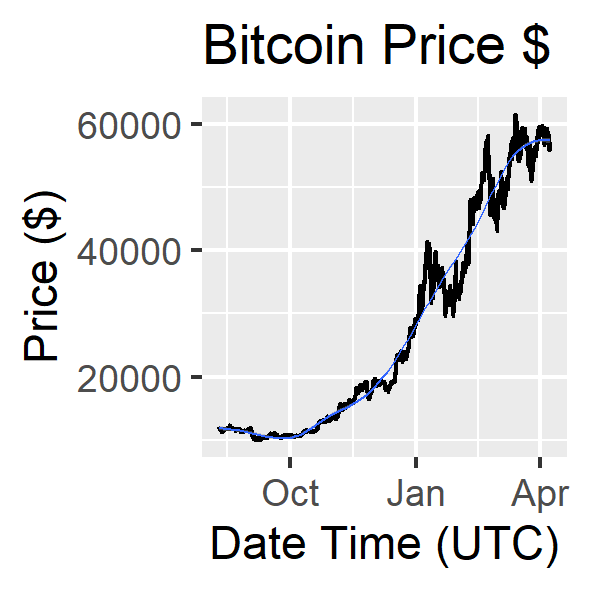 Bitcoin Price $
Price ($)
60000
40000
20000
Oct Jan Apr
Date Time (UTC)